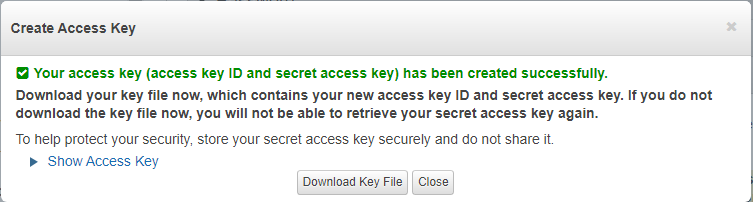 Create Access Key
Your access key (access key ID and secret access key) has been created successfully.
Download your key file now, which contains your new access key ID and secret access key. If you do not
download the key file now, you will not be able to retrieve your secret access key again.
To help protect your security, store your secret access key securely and do not share it.
Show Access Key
Download Key File Close